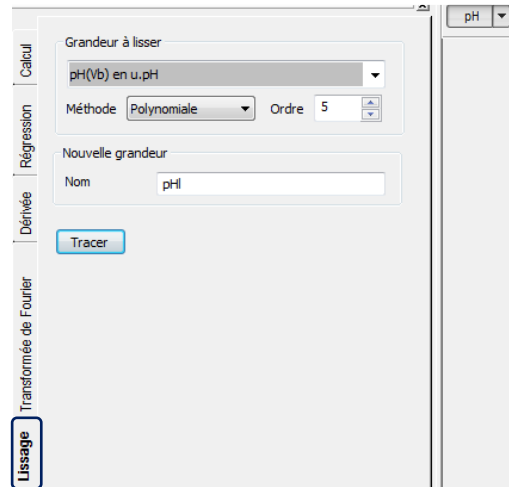 pH
Grandeur à lisser
pH(Vb) en u.pH
Méthode Polynomiale Ordre 5
Nouvelle grandeur
Nom pHl
Tracer
Calcul
Régression
Dérivée
Transformée de Fourier
Lissage